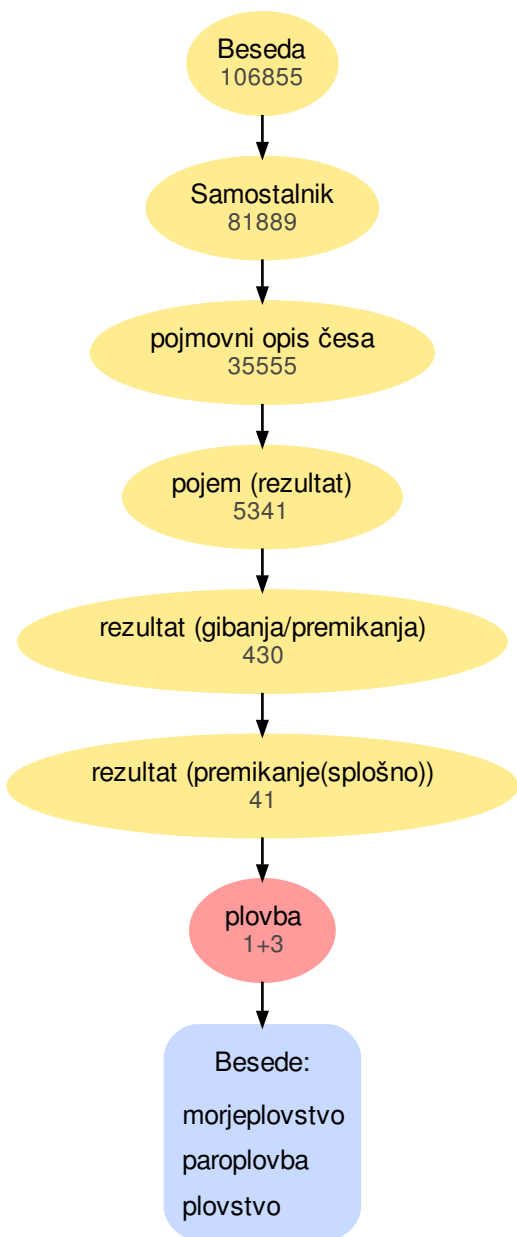 Beseda
106855
Samostalnik
81889
pojmovni opis česa
35555
pojem (rezultat)
5341
rezultat (gibanja/premikanja)
430
rezultat (premikanje(splošno))
41
plovba
1+3
Besede:
morjeplovstvo
paroplovba
plovstvo